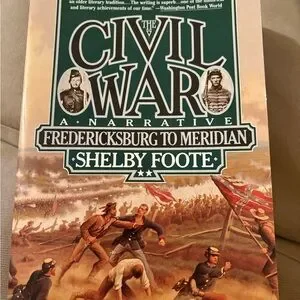 an older literary tradition.... The writing is superb...one of the historical
and literary achievements of our time." —Washington Post Book World
THE
CIVIL
WAR
A • NARRATIVE
FREDERICKSBURG TO MERIDIAN
• SHELBY FOOTE •